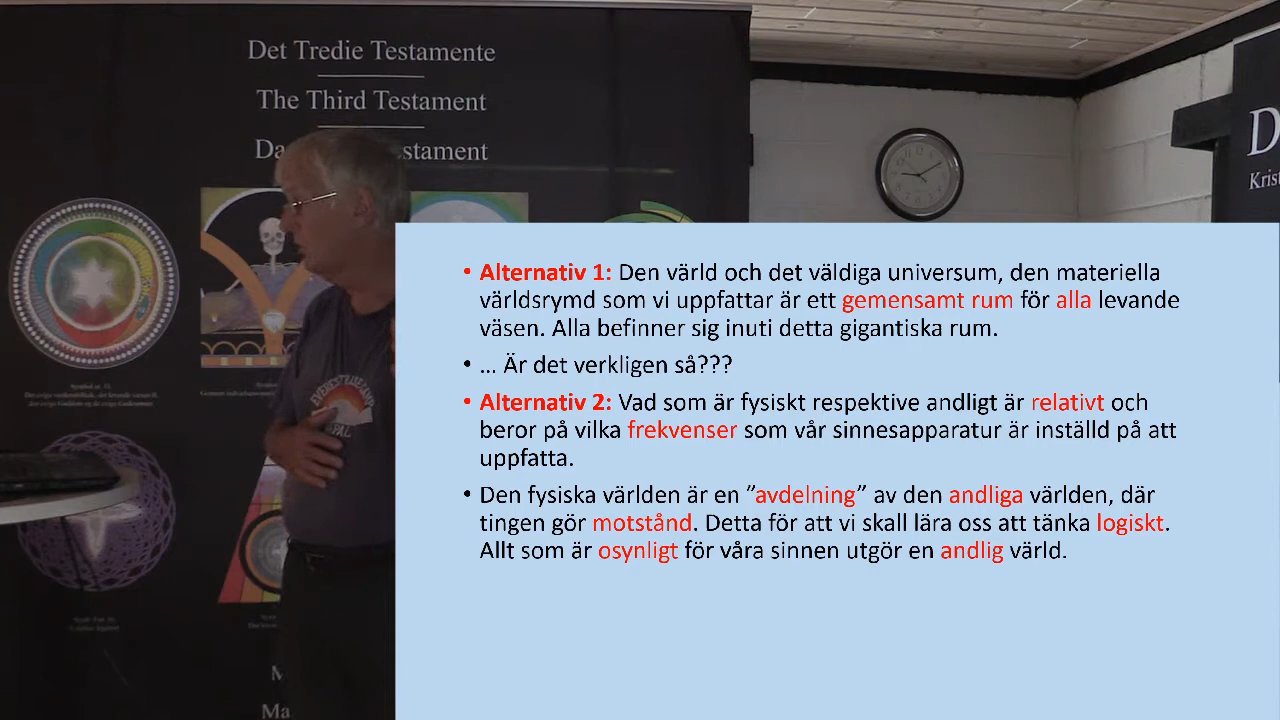 Det Tredie Testamente
The Third Testament
Da stament
D
Krist
EVEREST
PAL
• Alternativ 1: Den värld och det väldiga universum, den materiella
världsrymd som vi uppfattar är ett gemensamt rum för alla levande
väsen. Alla befinner sig inuti detta gigantiska rum.
• ... Är det verkligen så???
• Alternativ 2: Vad som är fysiskt respektive andligt är relativt och
beror på vilka frekvenser som vår sinnesapparatur är inställd på att
uppfatta.
• Den fysiska världen är en ”avdelning” av den andliga världen, där
tingen gör motstånd. Detta för att vi skall lära oss att tänka logiskt.
Allt som är osynligt för våra sinnen utgör en andlig värld.
M
Ma